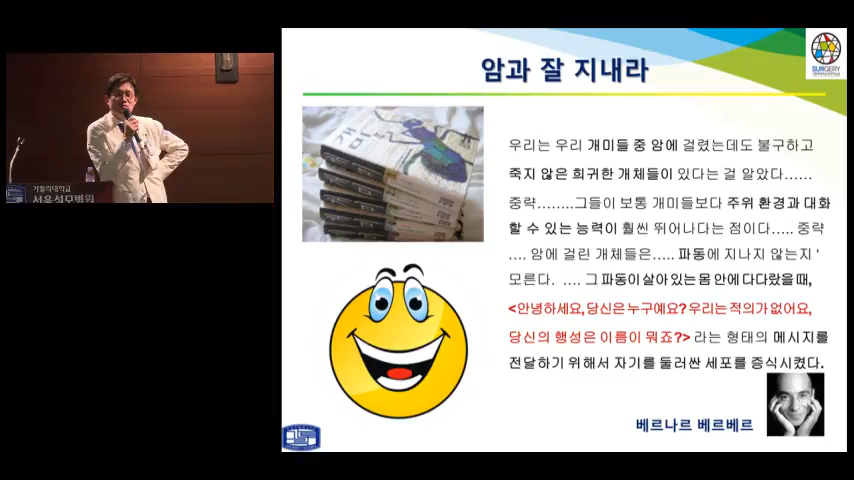 암과 잘 지내라
SURGERY
개미
우리는 우리 개미들 중 암에 걸렸는데도 불구하고
죽지 않은 희귀한 개체들이 있다는 걸 알았다……
중략……..그들이 보통 개미들보다 주위 환경과 대화
할 수 있는 능력이 훨씬 뛰어나다는 점이다….. 중략
…. 암에 걸린 개체들은….. 파동에 지나지 않는지 '
모른다. …. 그 파동이 살아 있는 몸 안에 다다랐을 때,
<안녕하세요, 당신은 누구예요? 우리는 적의가 없어요,
당신의 행성은 이름이 뭐죠?> 라는 형태의 메시지를
전달하기 위해서 자기를 둘러싼 세포를 증식시켰다.
베르나르 베르베르
가톨릭대학교
서울성모병원